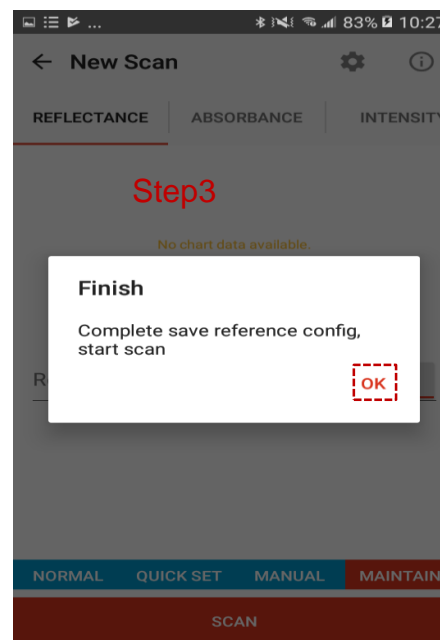 ... 83% 10:27
New Scan
REFLECTANCE ABSORBANCE INTENSITY
Step3
No chart data available.
Finish
Complete save reference config,
start scan
OK
R
NORMAL QUICK SET MANUAL MAINTAIN
SCAN